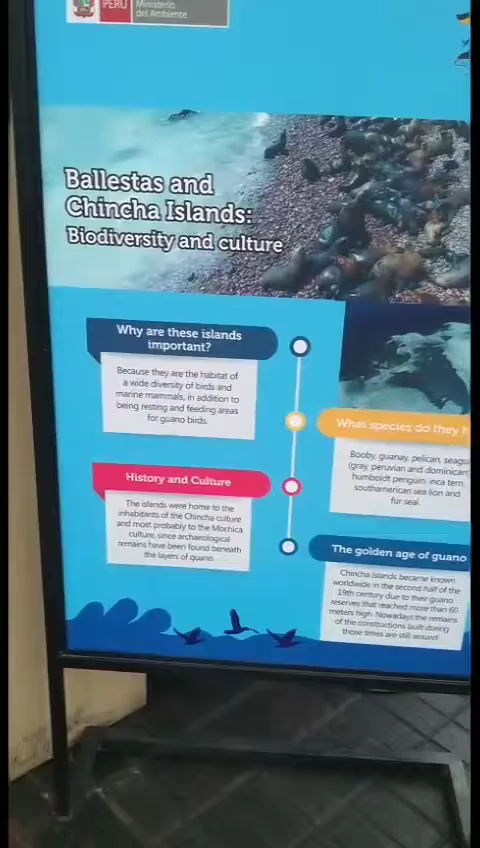 PERÚ
Ministerio
del Ambiente
Ballestas and
Chincha Islands:
Biodiversity and culture
Why are these islands
important?
Because they are the habitat of
a wide diversity of birds and
marine mammals, in addition to
being resting and feeding areas
for guano birds.
What species do they h
Booby, guanay, pelican, seagu
(gray, peruvian and dominican
humboldt penguin, inca tern,
southamerican sea lion and
fur seal.
History and Culture
The islands were home to the
inhabitants of the Chincha culture
and most probably to the Mochica
culture, since archaeological
remains have been found beneath
the layers of guano.
The golden age of guano
Chincha Islands became known
worldwide in the second half of the
19th century due to their guano
reserves that reached more than 60
meters high. Nowadays the remains
of the constructions built during
those times are still around